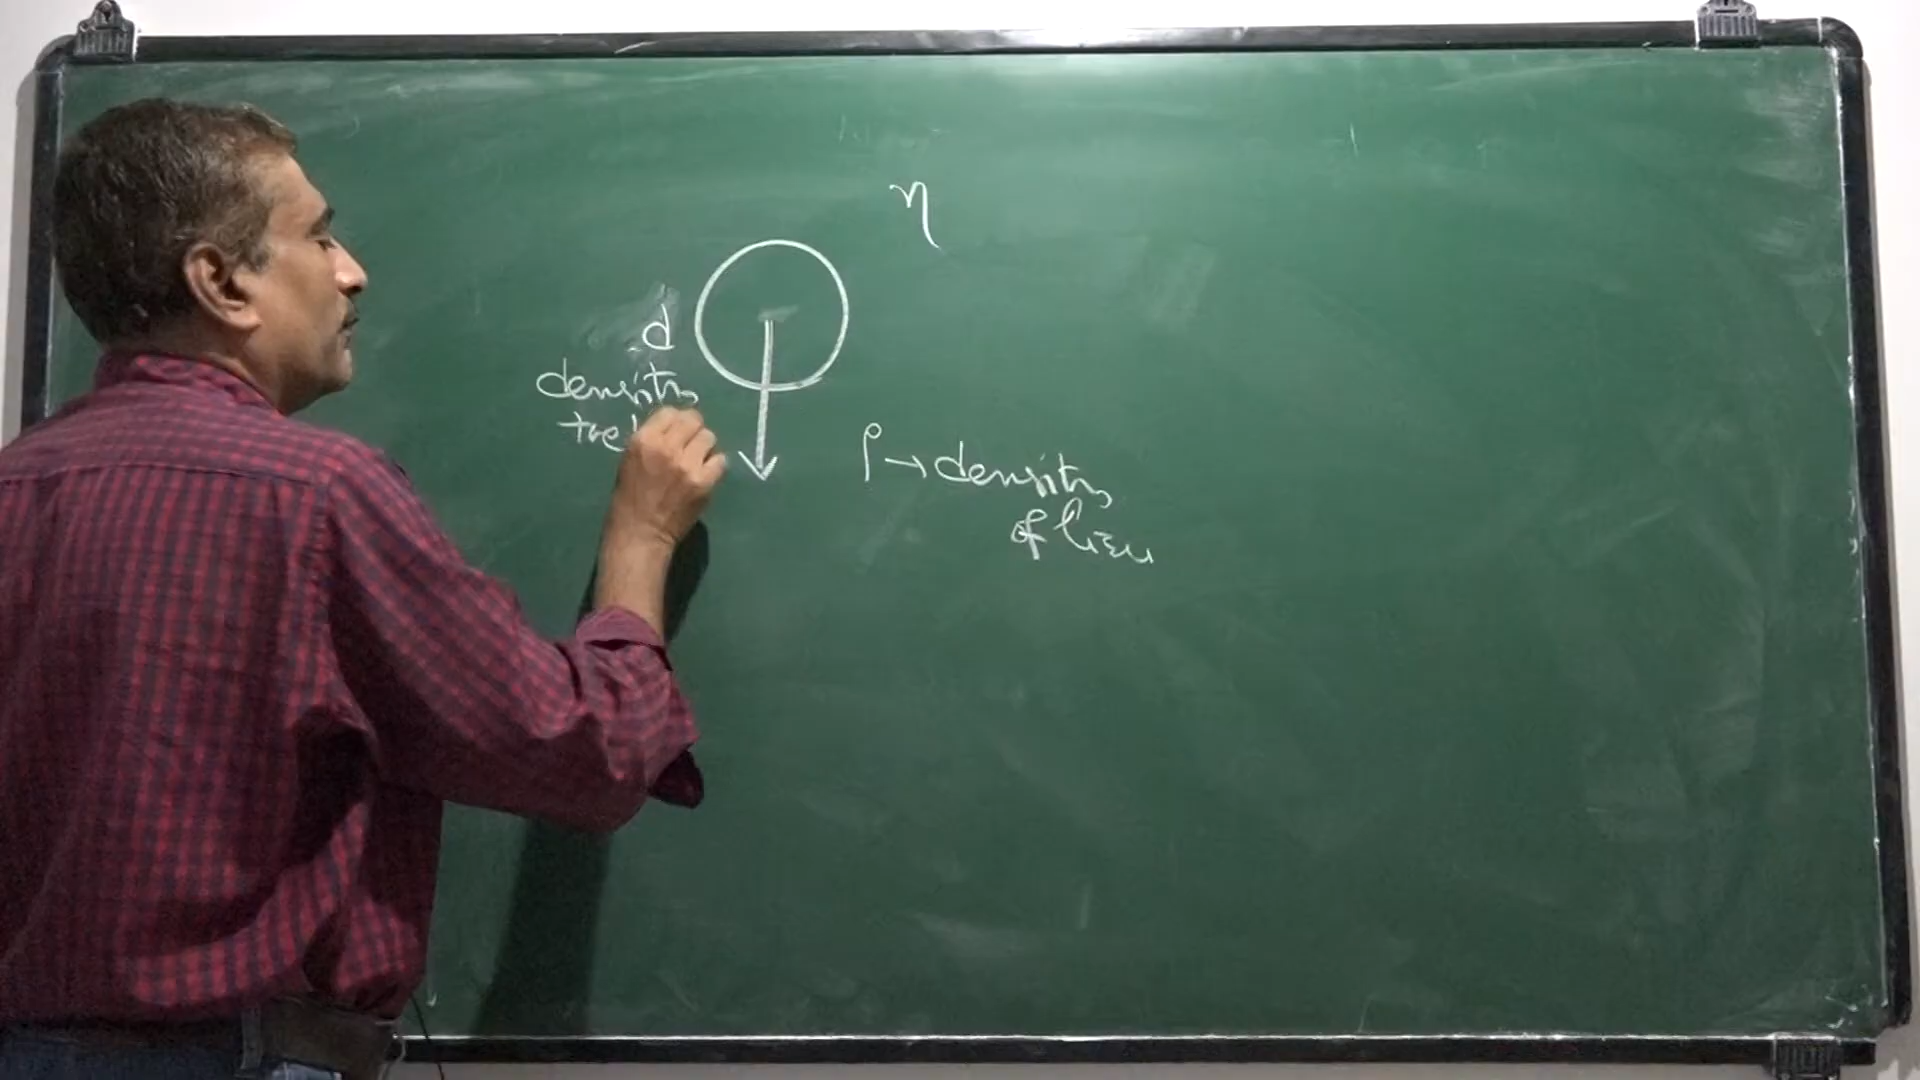 η
d
density
ρ → density
of liqu